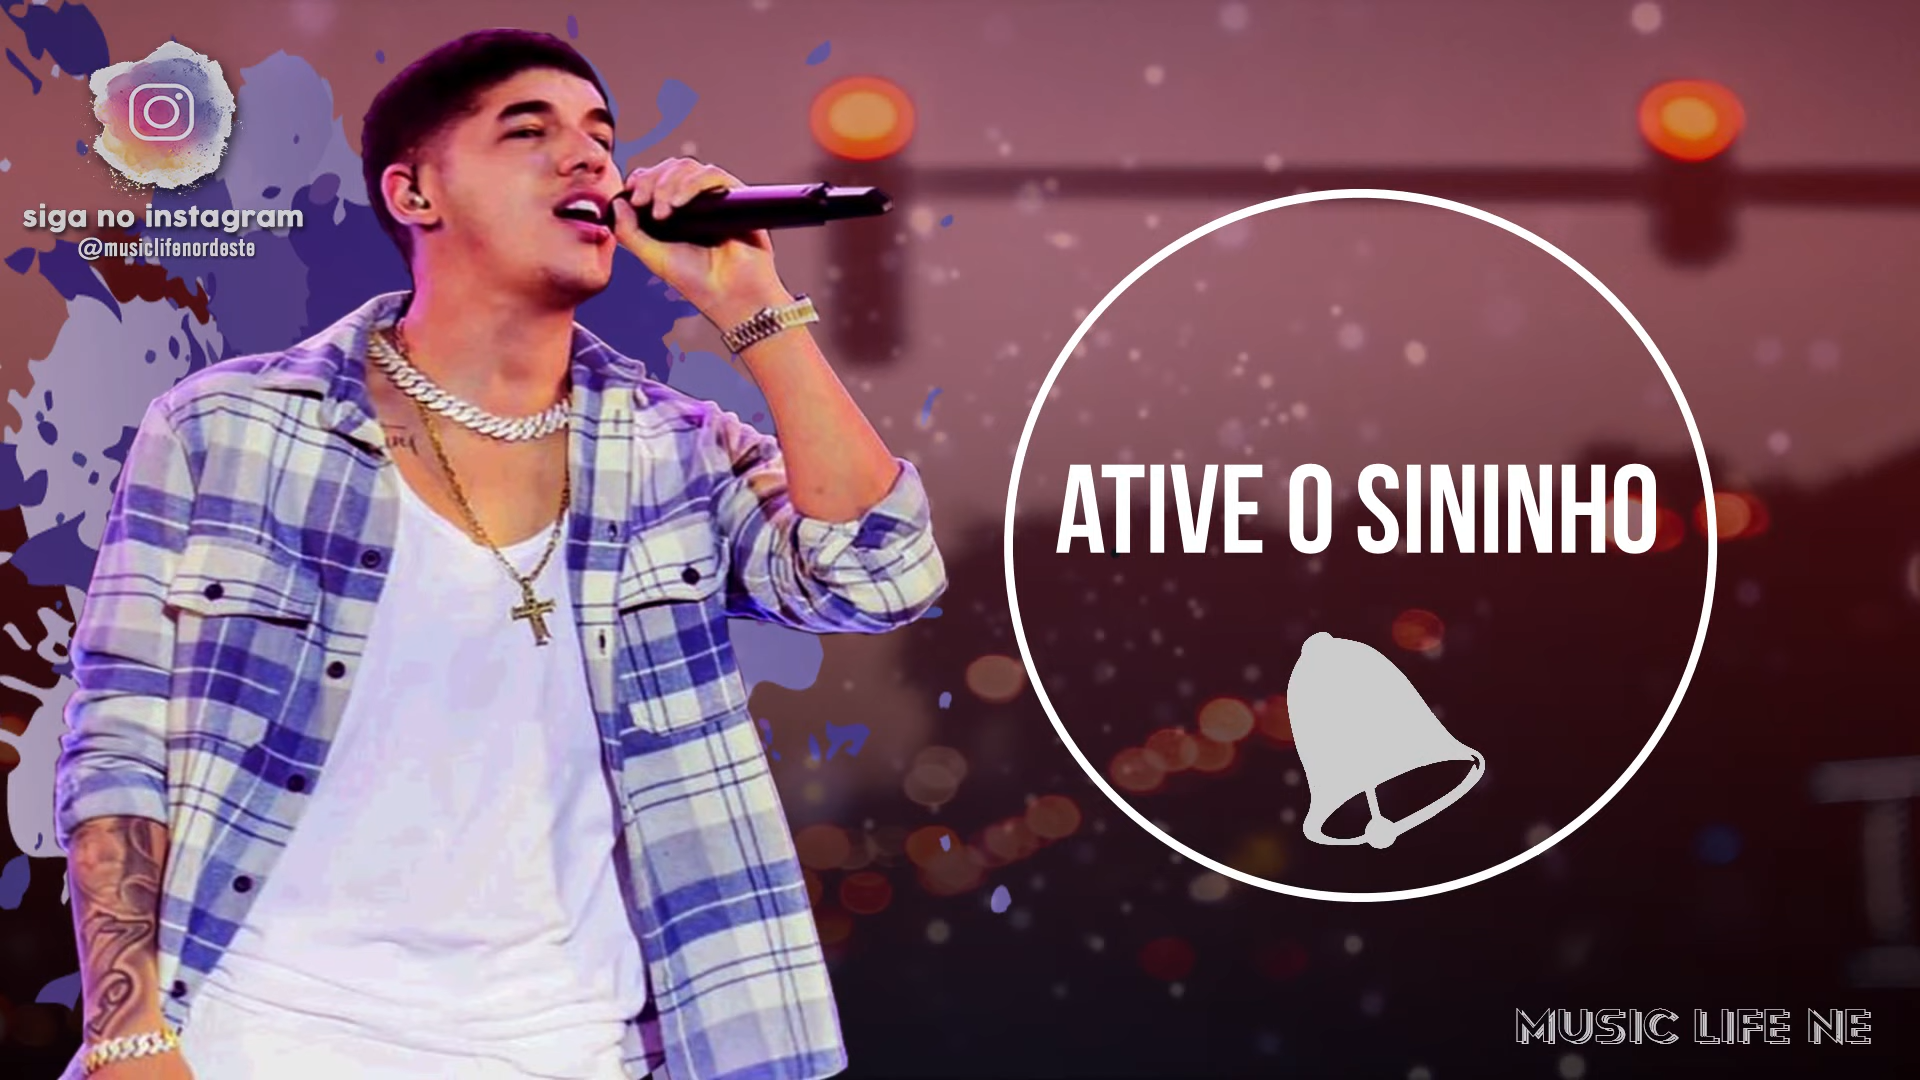 siga no instagram
@musiclifenordeste
ATIVE O SININHO
MUSIC LIFE NE